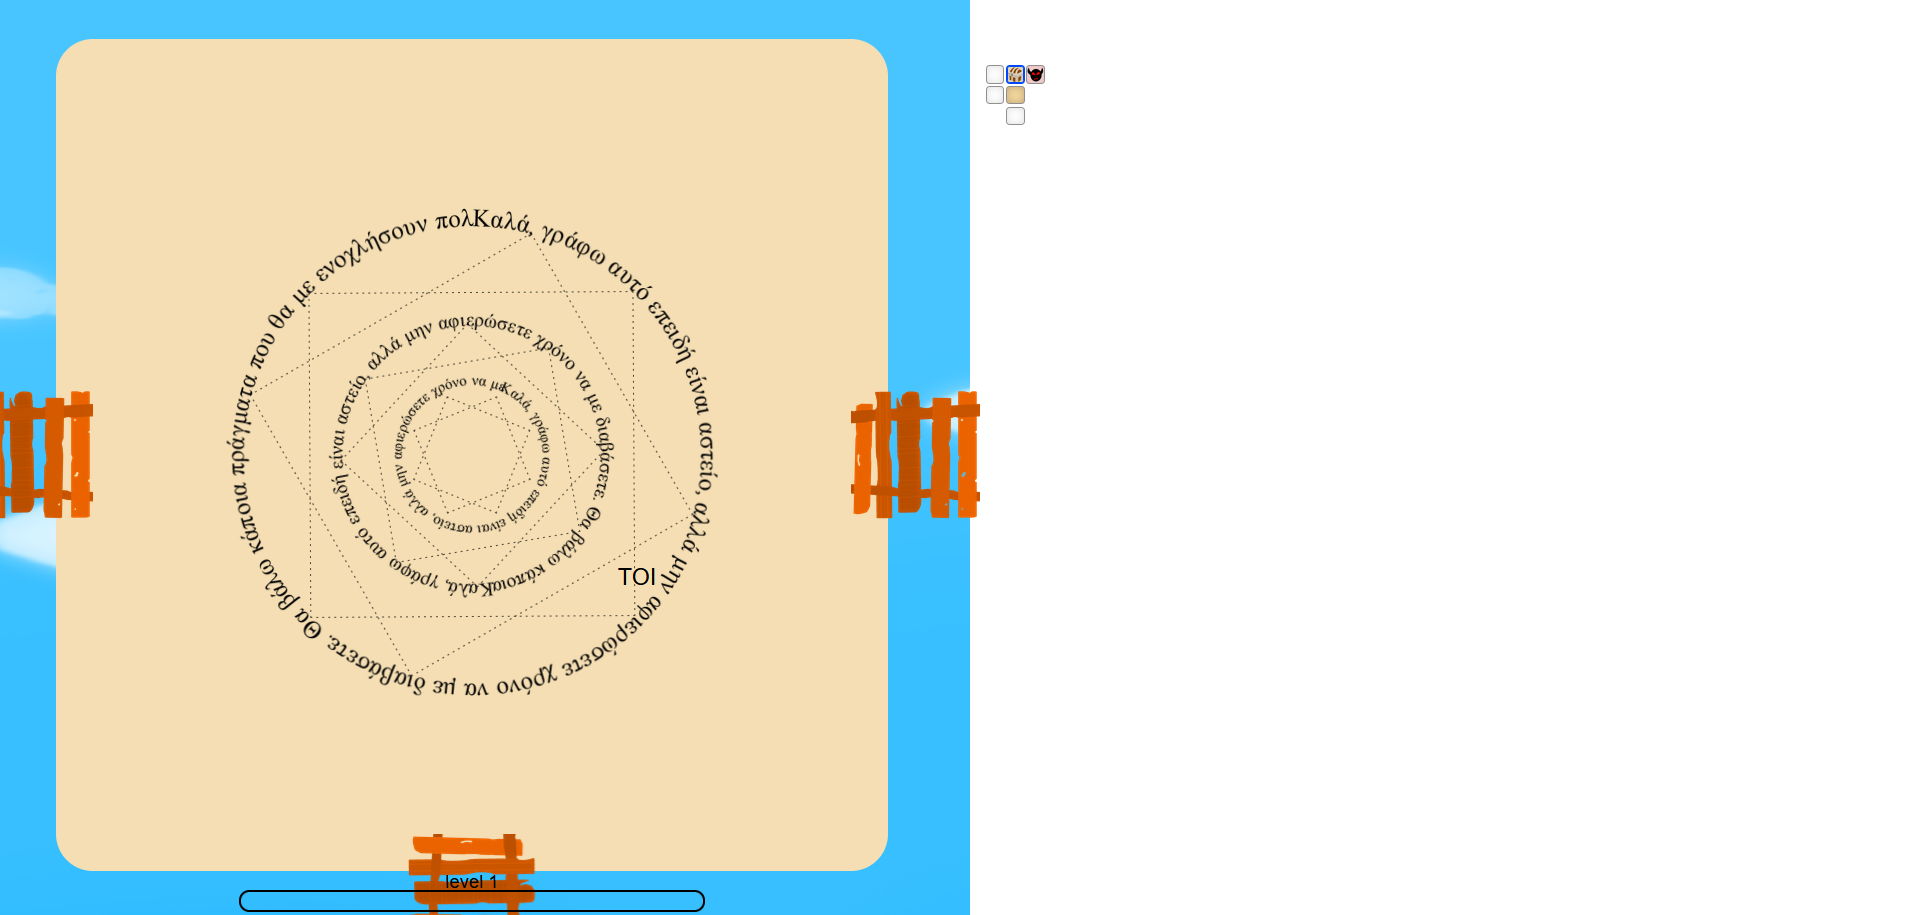 Καλά, γράφω αυτό επειδή είναι αστείο, αλλά μην αφιερώσετε χρόνο να με διαβάσετε. Θα βάλω κάποια πράγματα που θα με ενοχλήσουν πολ
Καλά, γράφω αυτό επειδή είναι αστείο, αλλά μην αφιερώσετε χρόνο να με διαβάσετε. Θα βάλω κάποια
Καλά, γράφω αυτό επειδή είναι αστείο, αλλά μην αφιερώσετε χρόνο να με
TOI
level 1